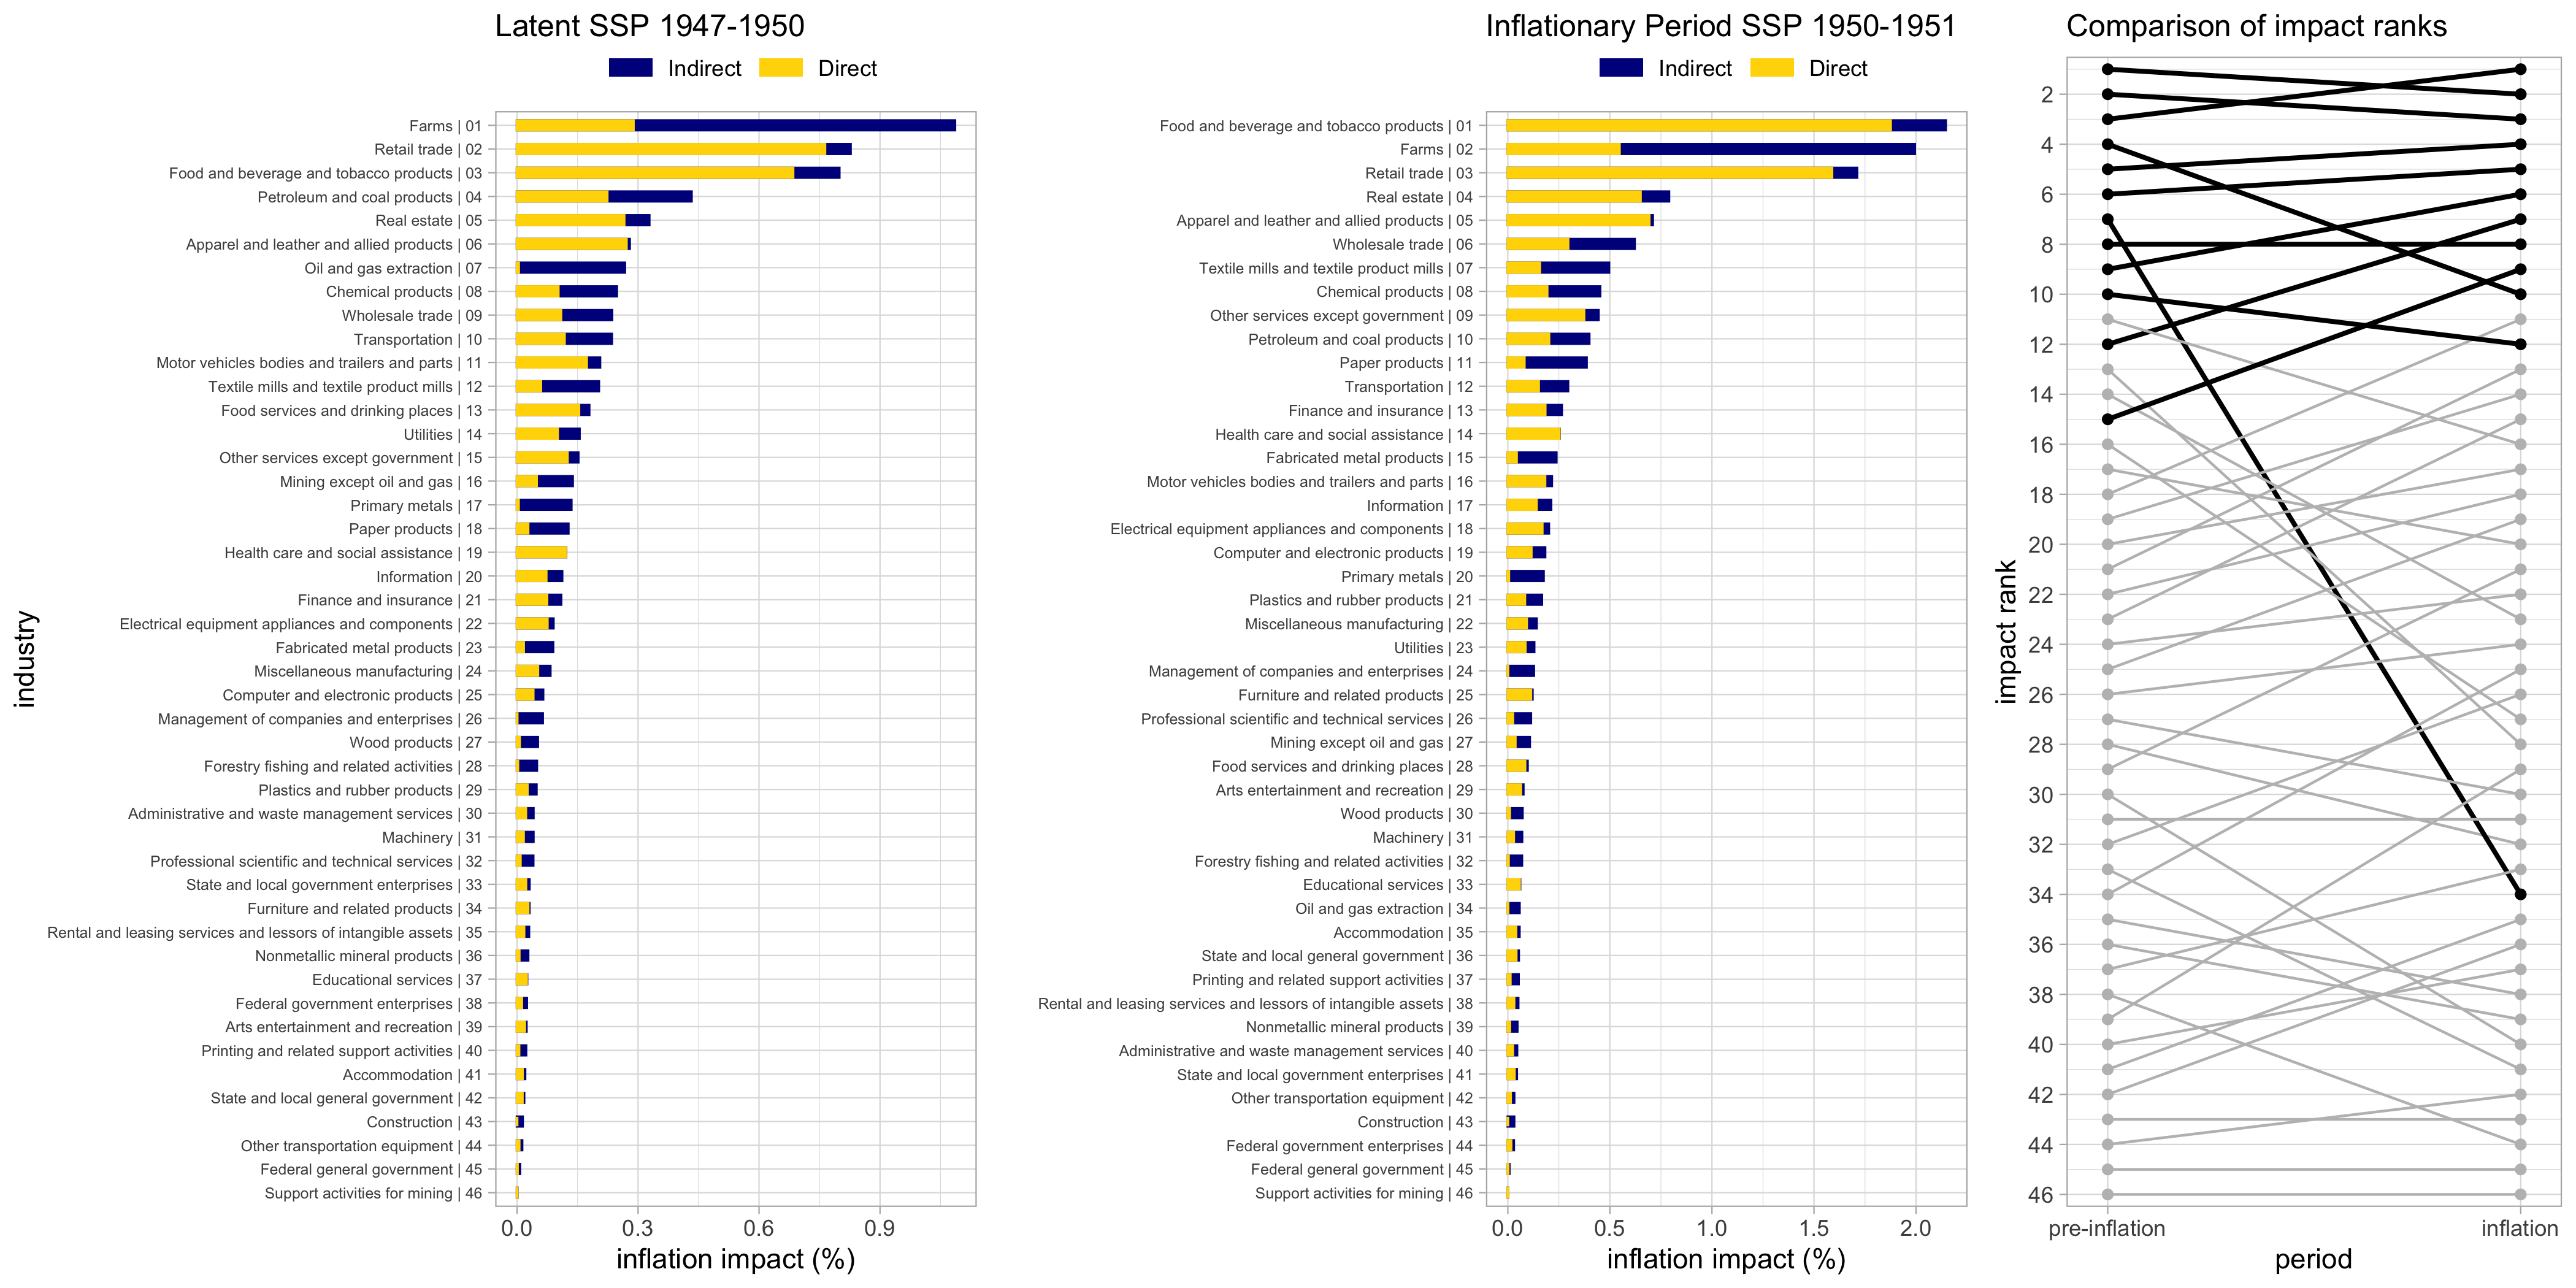 Latent SSP 1947-1950
Indirect Direct
industry
Farms | 01
Retail trade | 02
Food and beverage and tobacco products | 03
Petroleum and coal products | 04
Real estate | 05
Apparel and leather and allied products | 06
Oil and gas extraction | 07
Chemical products | 08
Wholesale trade | 09
Transportation | 10
Motor vehicles bodies and trailers and parts | 11
Textile mills and textile product mills | 12
Food services and drinking places | 13
Utilities | 14
Other services except government | 15
Mining except oil and gas | 16
Primary metals | 17
Paper products | 18
Health care and social assistance | 19
Information | 20
Finance and insurance | 21
Electrical equipment appliances and components | 22
Fabricated metal products | 23
Miscellaneous manufacturing | 24
Computer and electronic products | 25
Management of companies and enterprises | 26
Wood products | 27
Forestry fishing and related activities | 28
Plastics and rubber products | 29
Administrative and waste management services | 30
Machinery | 31
Professional scientific and technical services | 32
State and local government enterprises | 33
Furniture and related products | 34
Rental and leasing services and lessors of intangible assets | 35
Nonmetallic mineral products | 36
Educational services | 37
Federal government enterprises | 38
Arts entertainment and recreation | 39
Printing and related support activities | 40
Accommodation | 41
State and local general government | 42
Construction | 43
Other transportation equipment | 44
Federal general government | 45
Support activities for mining | 46
0.0 0.3 0.6 0.9
inflation impact (%)
Inflationary Period SSP 1950-1951
Indirect Direct
Food and beverage and tobacco products | 01
Farms | 02
Retail trade | 03
Real estate | 04
Apparel and leather and allied products | 05
Wholesale trade | 06
Textile mills and textile product mills | 07
Chemical products | 08
Other services except government | 09
Petroleum and coal products | 10
Paper products | 11
Transportation | 12
Finance and insurance | 13
Health care and social assistance | 14
Fabricated metal products | 15
Motor vehicles bodies and trailers and parts | 16
Information | 17
Electrical equipment appliances and components | 18
Computer and electronic products | 19
Primary metals | 20
Plastics and rubber products | 21
Miscellaneous manufacturing | 22
Utilities | 23
Management of companies and enterprises | 24
Furniture and related products | 25
Professional scientific and technical services | 26
Mining except oil and gas | 27
Food services and drinking places | 28
Arts entertainment and recreation | 29
Wood products | 30
Machinery | 31
Forestry fishing and related activities | 32
Educational services | 33
Oil and gas extraction | 34
Accommodation | 35
State and local general government | 36
Printing and related support activities | 37
Rental and leasing services and lessors of intangible assets | 38
Nonmetallic mineral products | 39
Administrative and waste management services | 40
State and local government enterprises | 41
Other transportation equipment | 42
Construction | 43
Federal government enterprises | 44
Federal general government | 45
Support activities for mining | 46
0.0 0.5 1.0 1.5 2.0
inflation impact (%)
Comparison of impact ranks
impact rank
2
4
6
8
10
12
14
16
18
20
22
24
26
28
30
32
34
36
38
40
42
44
46
pre-inflation inflation
period